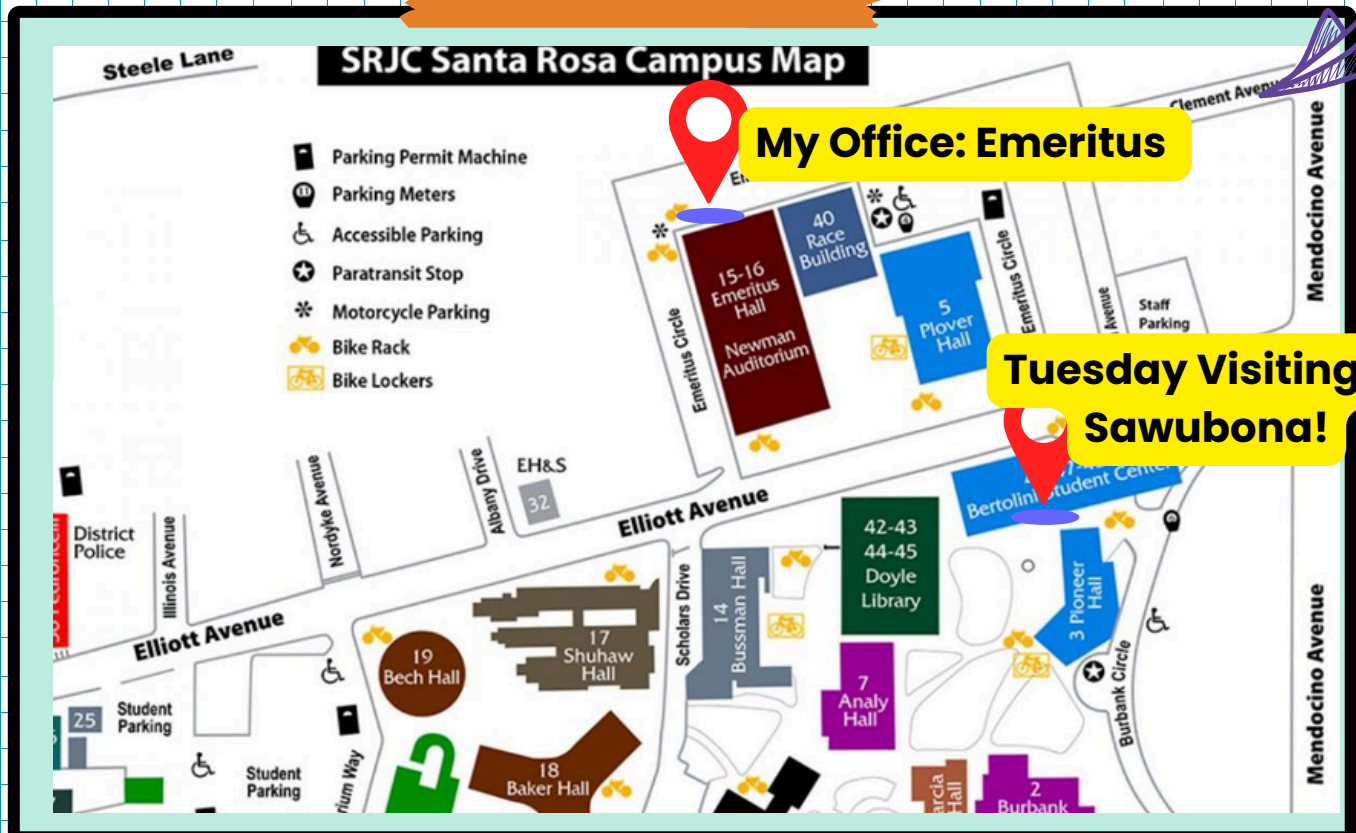 SRJC Santa Rosa Campus Map
Steele Lane
Clement Avenue
Mendocino Avenue
My Office: Emeritus
Parking Permit Machine
Parking Meters
Accessible Parking
Paratransit Stop
Motorcycle Parking
Bike Rack
Bike Lockers
40
Race
Building
15-16
Emeritus
Hall
Newman
Auditorium
5
Plover
Hall
Emeritus Circle
Emeritus Circle
Avenue
Staff
Parking
Tuesday Visiting
Sawubona!
Bertolini Student Center
EH&S
32
Albany Drive
Nordyke Avenue
Illinois Avenue
District
Police
Elliott Avenue
Elliott Avenue
Scholars Drive
14
Bussman Hall
42-43
44-45
Doyle
Library
3 Pioneer
Hall
17
Shuhaw
Hall
19
Bech Hall
7
Analy
Hall
Burbank Circle
Mendocino Avenue
25
Student
Parking
Student
Parking
18
Baker Hall
Hall
2
Burbank